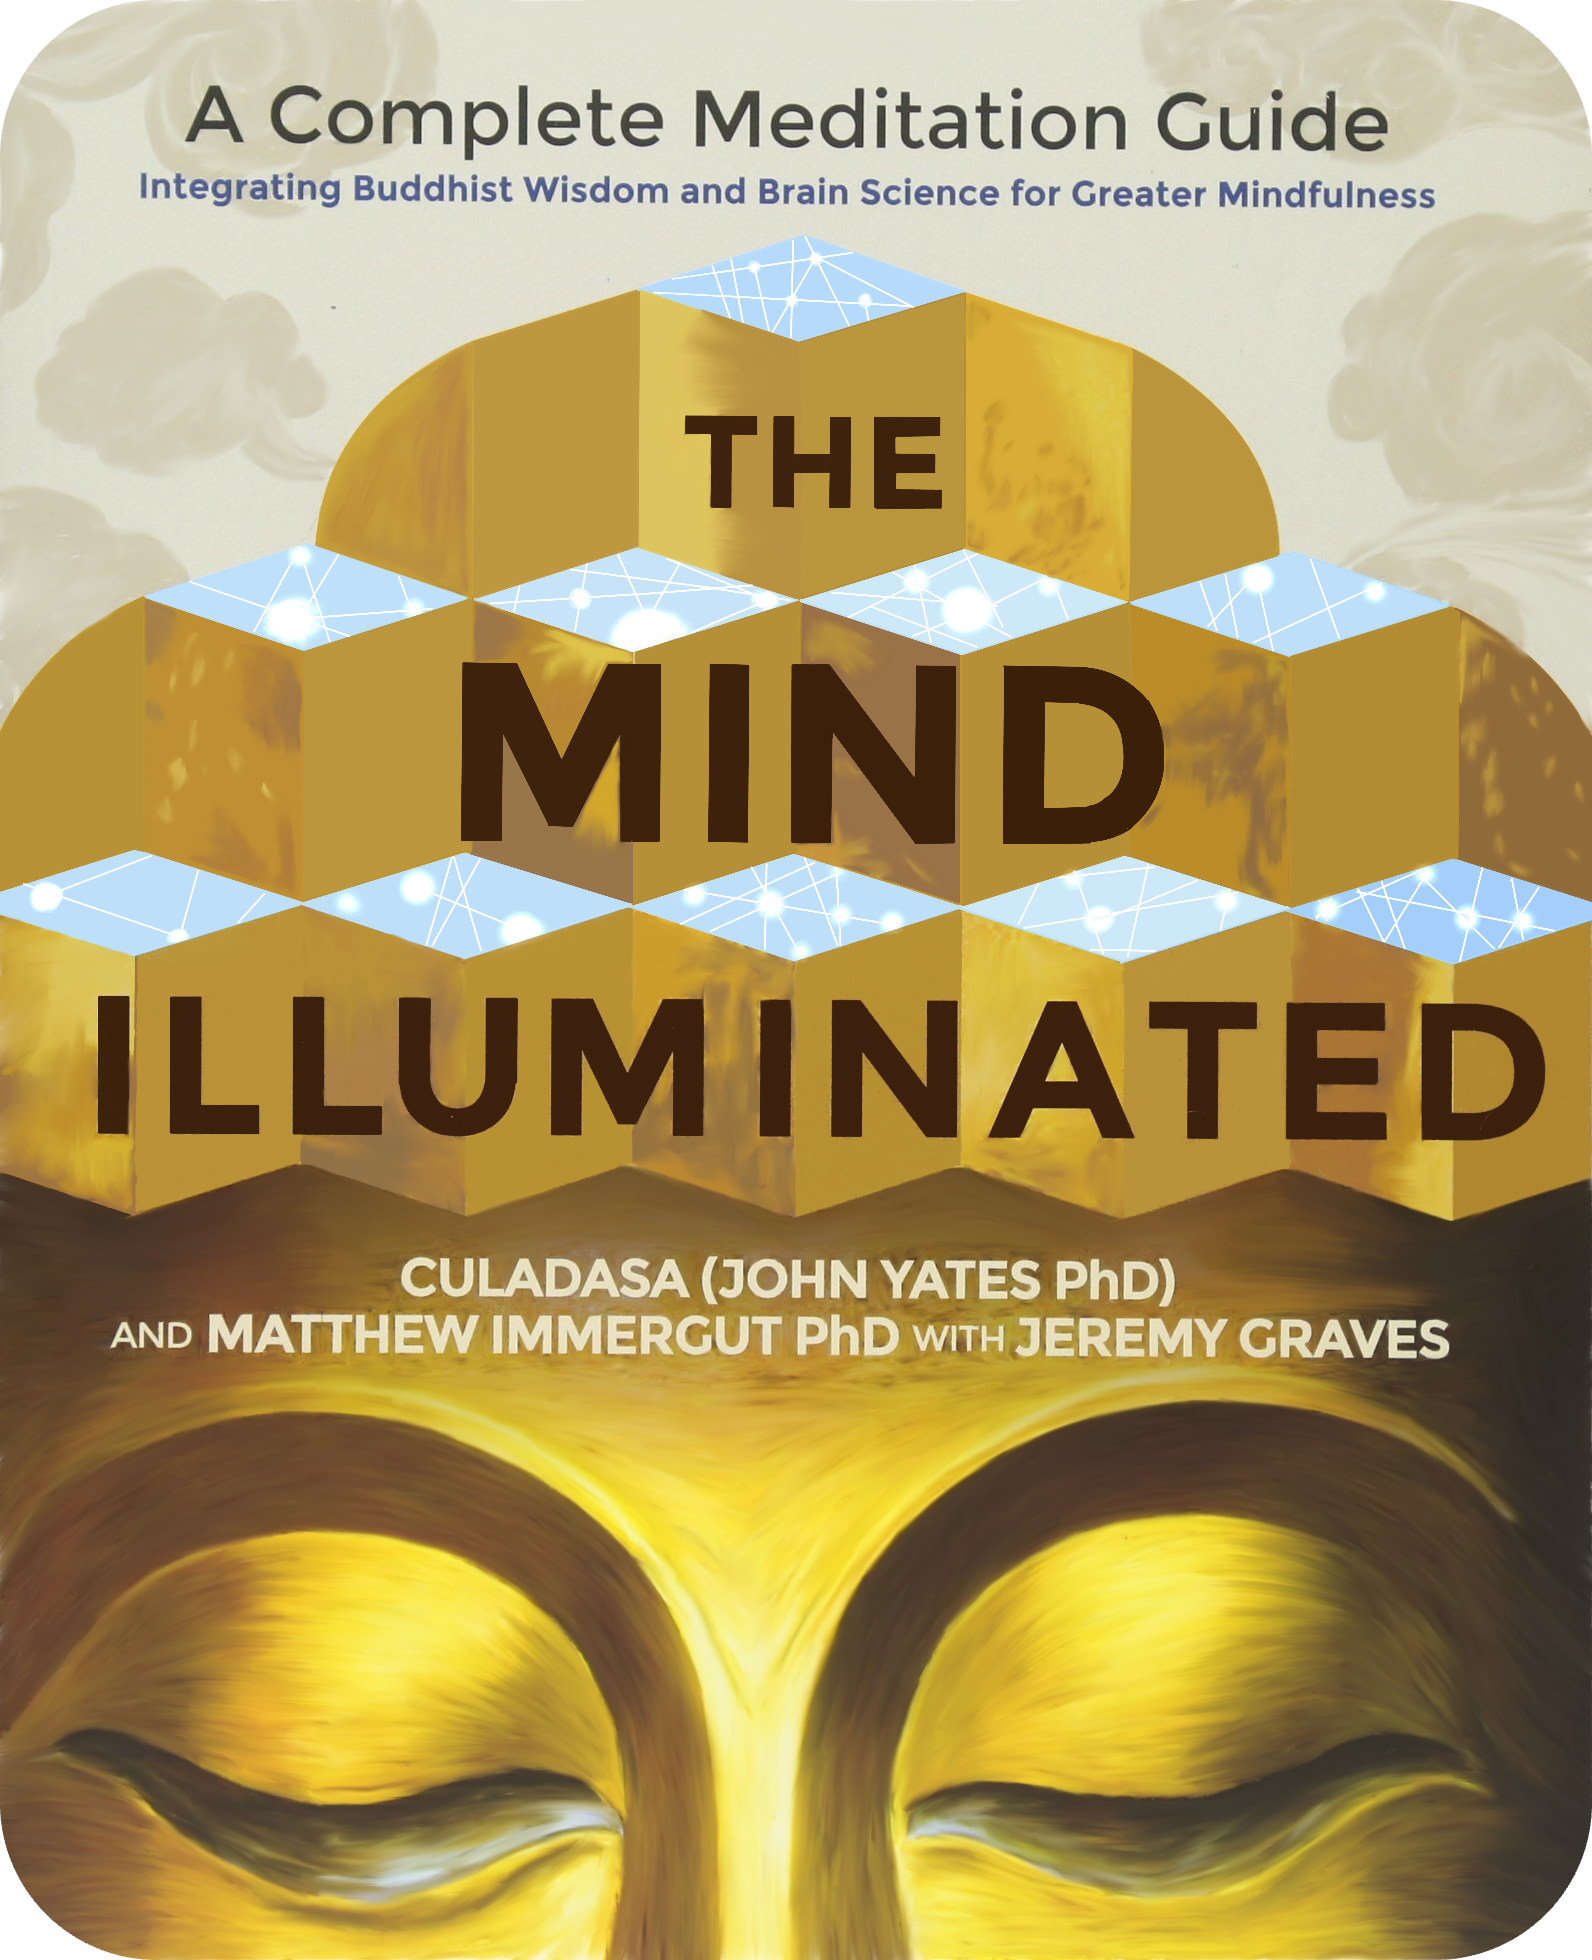 A Complete Meditation Guide
Integrating Buddhist Wisdom and Brain Science for Greater Mindfulness
THE
MIND
ILLUMINATED
CULADASA (JOHN YATES PhD)
AND MATTHEW IMMERGUT PhD WITH JEREMY GRAVES